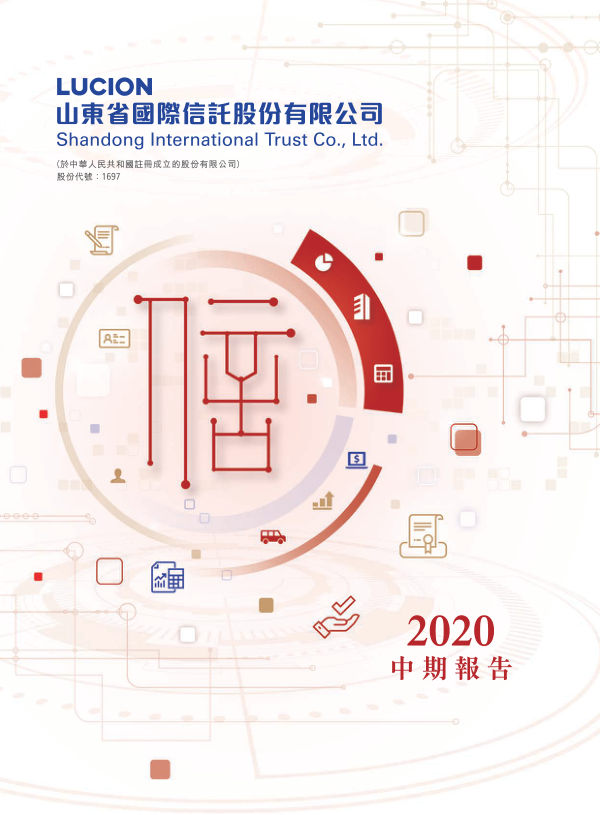 LUCION
山東省國際信託股份有限公司
Shandong International Trust Co., Ltd.
(於中華人民共和國註冊成立的股份有限公司)
股份代號：1697
2020
中期報告